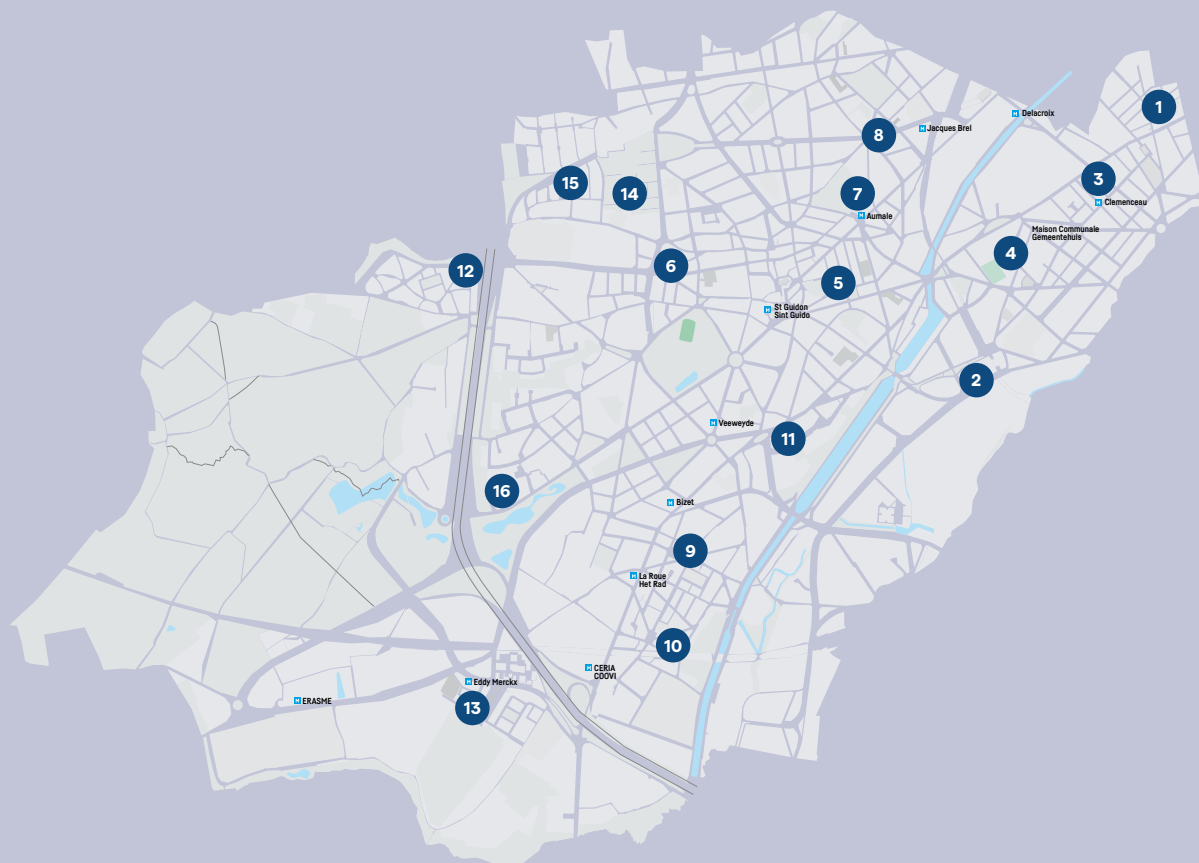 1
Delacroix
Jacques Brel
8
3
15
14
7
Clemenceau
Aumale
Maison Communale
Gemeentehuis
4
6
12
5
St Guidon
Sint Guido
2
Veeweyde
11
16
Bizet
9
La Roue
Het Rad
10
CERIA
COOVI
Eddy Merckx
ERASME
13